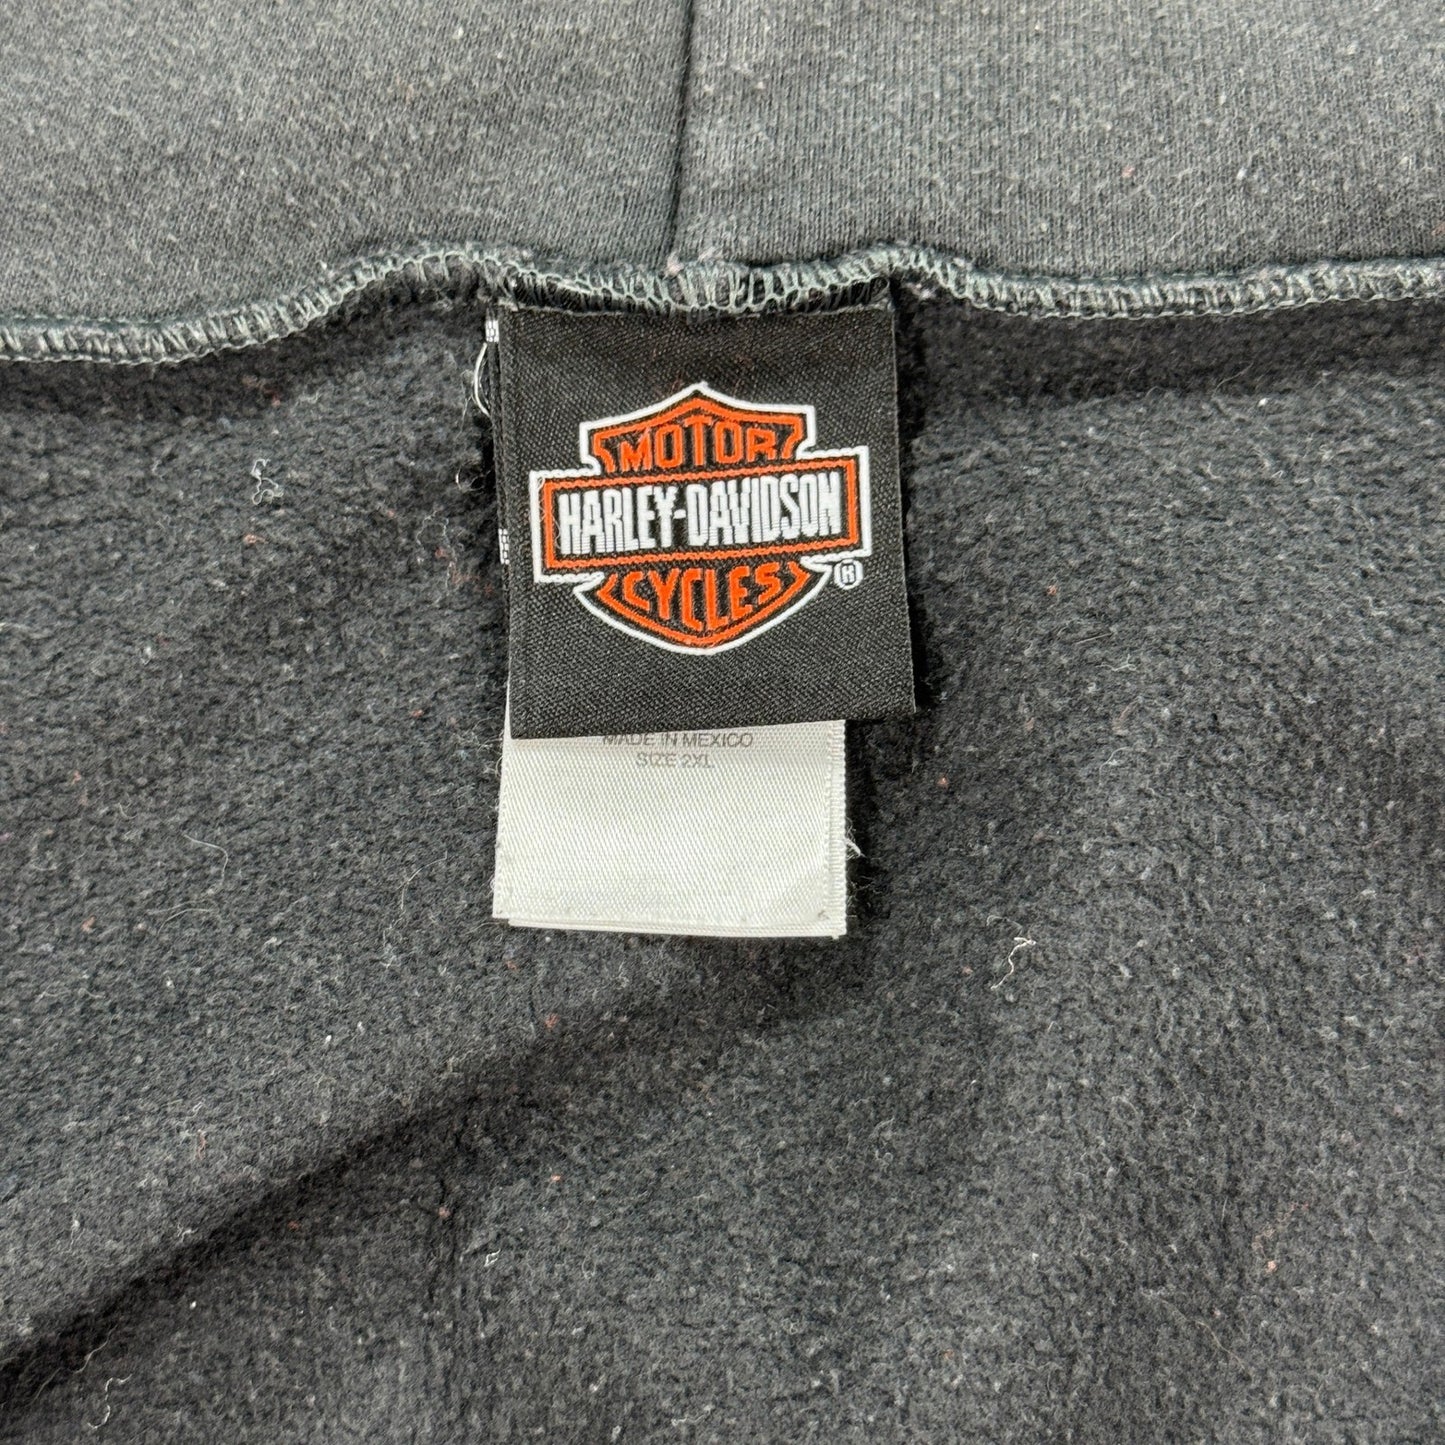 MOTOR
HARLEY-DAVIDSON
CYCLES
®
MADE IN MEXICO
SIZE 2XL